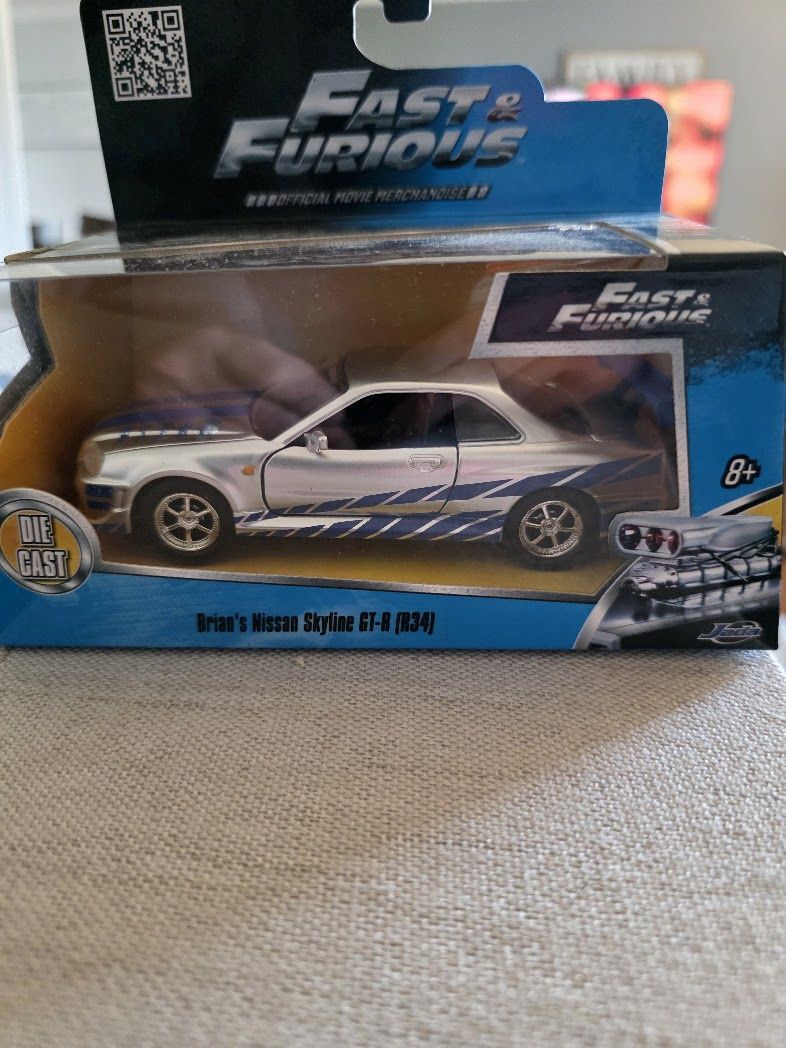 FAST &
FURIOUS
OFFICIAL MOVIE MERCHANDISE
FAST &
FURIOUS
8+
DIE
CAST
Brian's Nissan Skyline GT-R (R34)
Jada